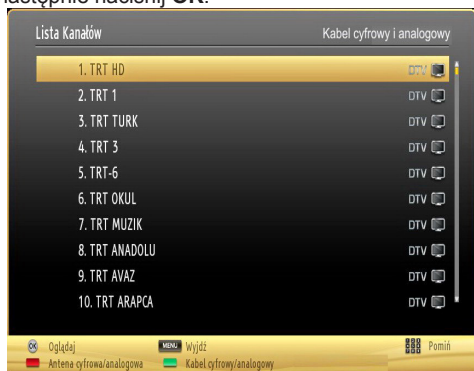 następnie naciśnij OK.
Lista Kanałów Kabel cyfrowy i analogowy
1. TRT HD DTV
2. TRT 1 DTV
3. TRT TURK DTV
4. TRT 3 DTV
5. TRT-6 DTV
6. TRT OKUL DTV
7. TRT MUZIK DTV
8. TRT ANADOLU DTV
9. TRT AVAZ DTV
10. TRT ARAPCA DTV
OK Oglądaj MENU Wyjdź Pomiń
Antena cyfrowa/analogowa Kabel cyfrowy/analogowy